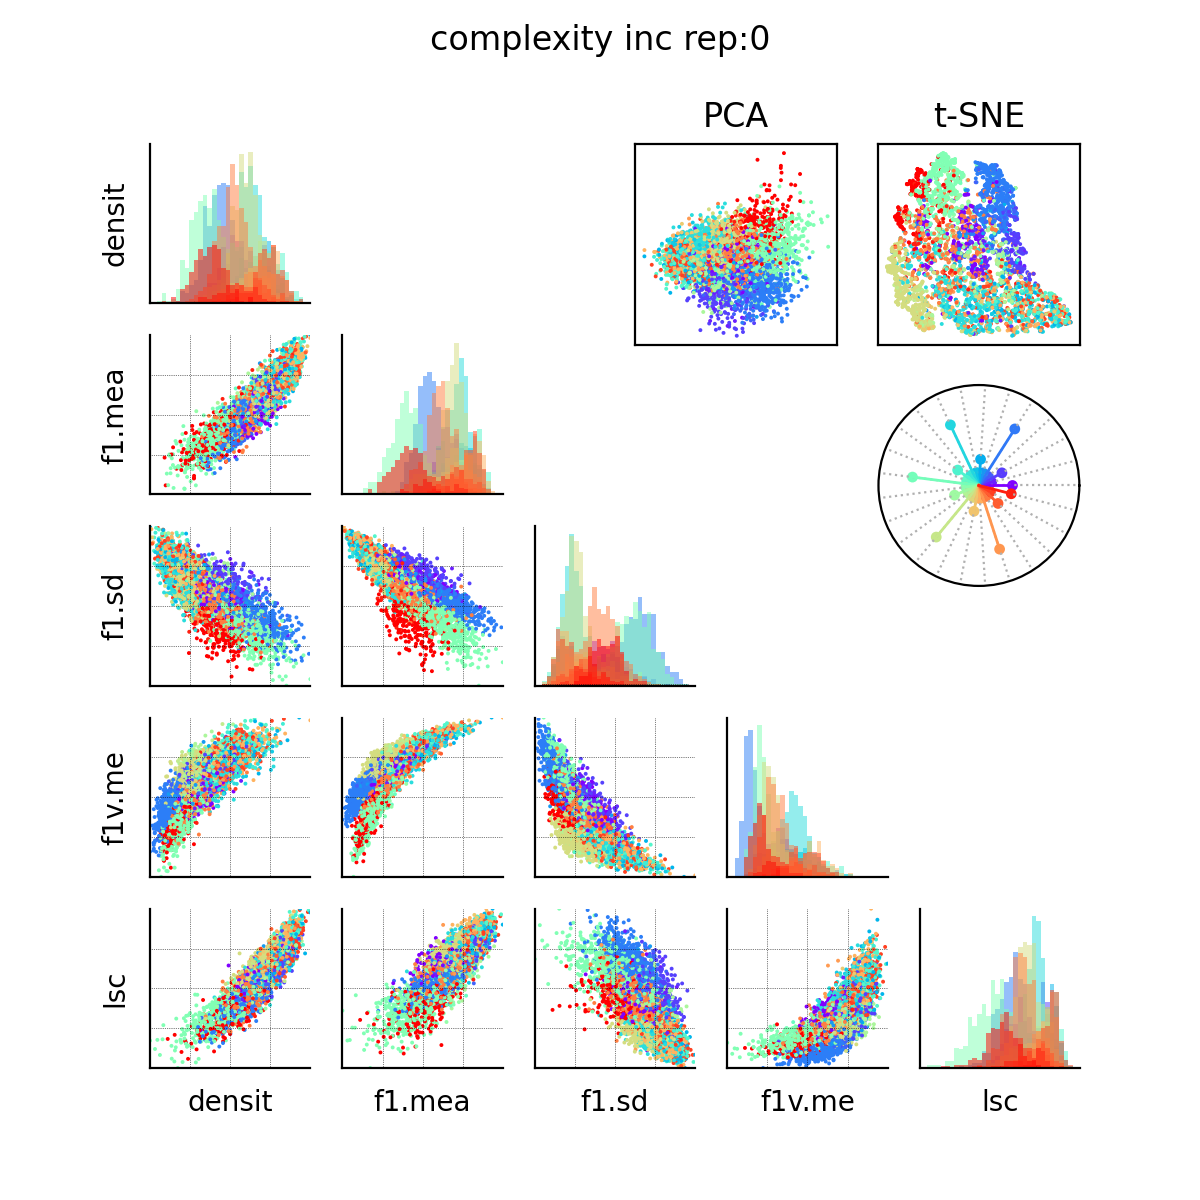 complexity inc rep:0
PCA
t-SNE
densit
f1.mea
f1.sd
f1v.me
lsc
densit
f1.mea
f1.sd
f1v.me
lsc